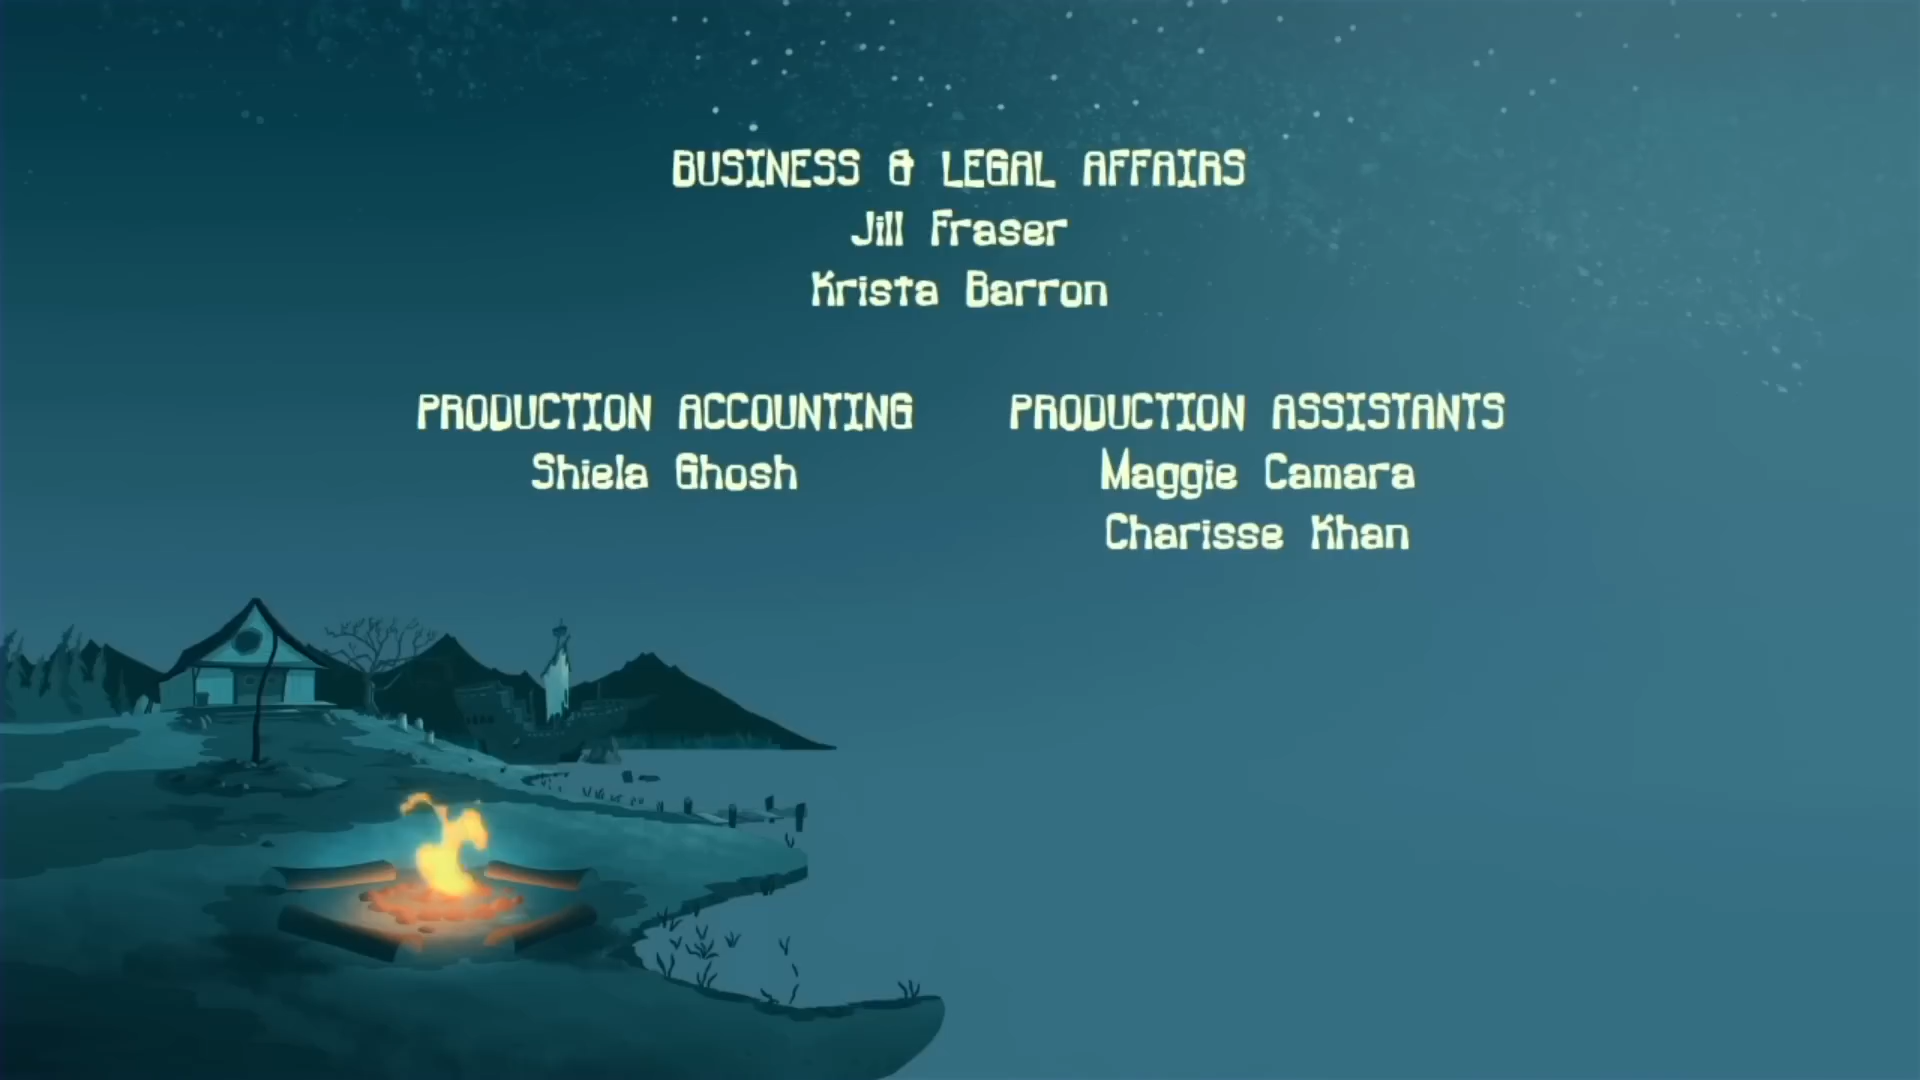 BUSINESS & LEGAL AFFAIRS
Jill Fraser
Krista Barron
PRODUCTION ACCOUNTING
Shiela Ghosh
PRODUCTION ASSISTANTS
Maggie Camara
Charisse Khan